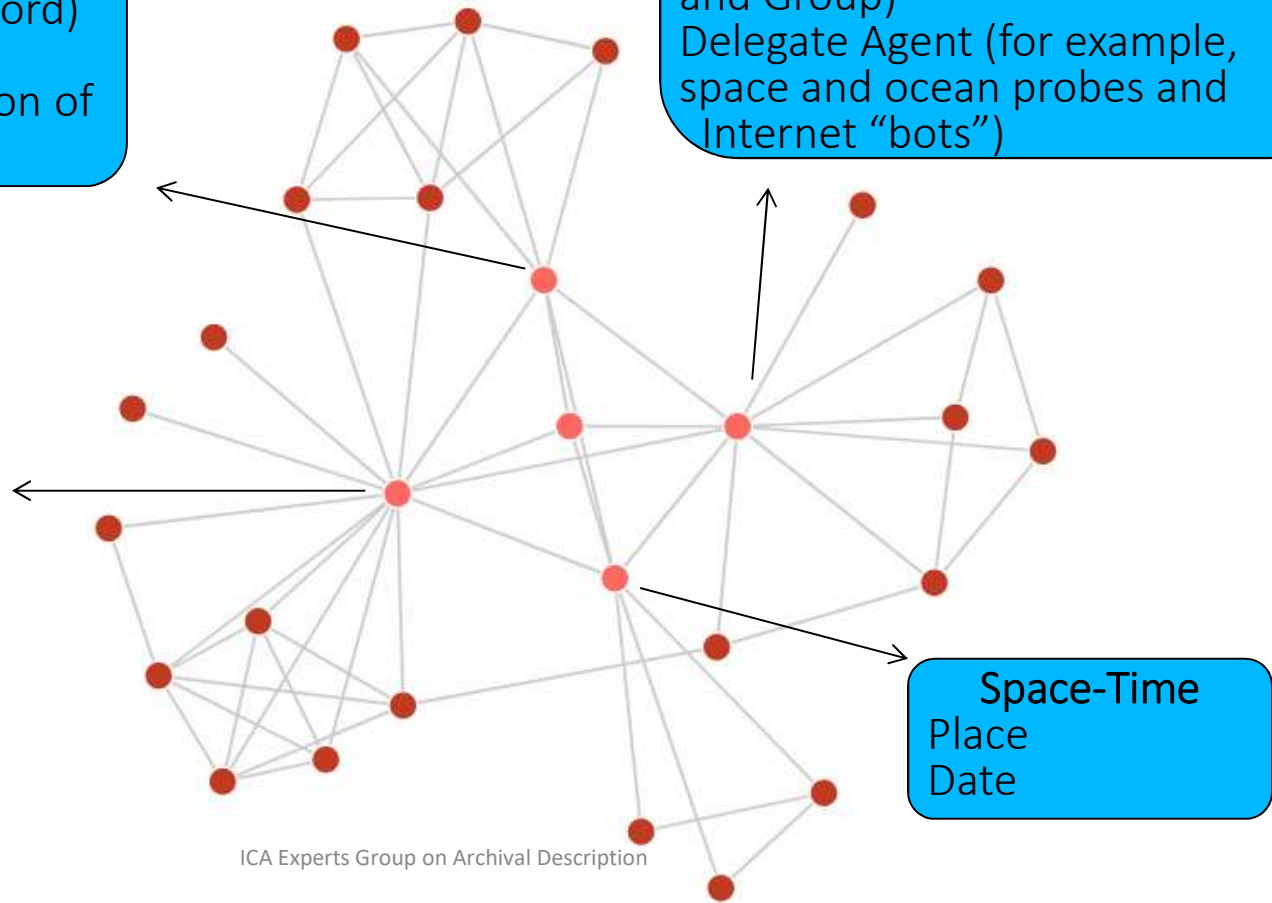 ord)
on of
and Group)
Delegate Agent (for example,
space and ocean probes and
Internet “bots”)
Space-Time
Place
Date
ICA Experts Group on Archival Description